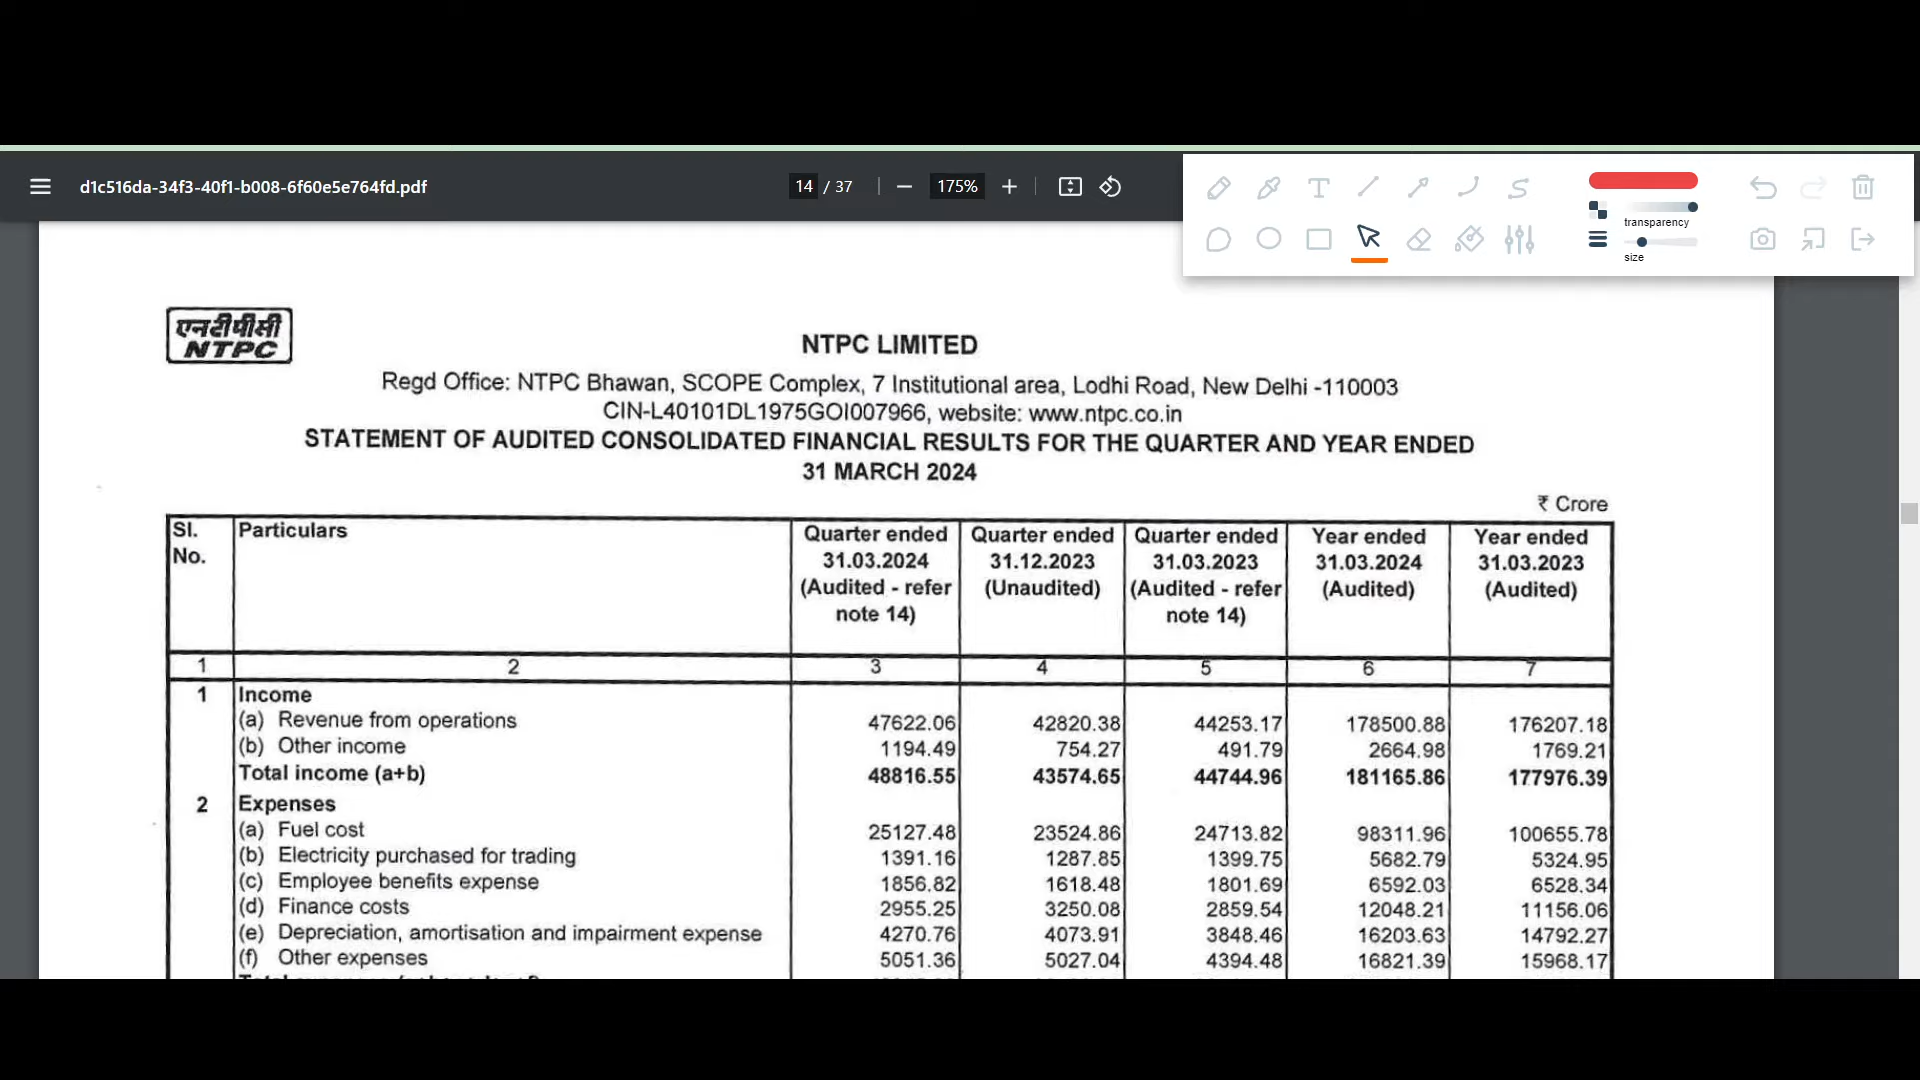 d1c516da-34f3-40f1-b008-6f60e5e764fd.pdf
14 / 37
175%
transparency
size
एनटीपीसी
NTPC
NTPC LIMITED
Regd Office: NTPC Bhawan, SCOPE Complex, 7 Institutional area, Lodhi Road, New Delhi -110003
CIN-L40101DL1975GOI007966, website: www.ntpc.co.in
STATEMENT OF AUDITED CONSOLIDATED FINANCIAL RESULTS FOR THE QUARTER AND YEAR ENDED
31 MARCH 2024
₹ Crore
Sl. No. Particulars Quarter ended 31.03.2024 (Audited - refer note 14) Quarter ended 31.12.2023 (Unaudited) Quarter ended 31.03.2023 (Audited - refer note 14) Year ended 31.03.2024 (Audited) Year ended 31.03.2023 (Audited)
1 2 3 4 5 6 7
1 Income
(a) Revenue from operations 47622.06 42820.38 44253.17 178500.88 176207.18
(b) Other income 1194.49 754.27 491.79 2664.98 1769.21
Total income (a+b) 48816.55 43574.65 44744.96 181165.86 177976.39
2 Expenses
(a) Fuel cost 25127.48 23524.86 24713.82 98311.96 100655.78
(b) Electricity purchased for trading 1391.16 1287.85 1399.75 5682.79 5324.95
(c) Employee benefits expense 1856.82 1618.48 1801.69 6592.03 6528.34
(d) Finance costs 2955.25 3250.08 2859.54 12048.21 11156.06
(e) Depreciation, amortisation and impairment expense 4270.76 4073.91 3848.46 16203.63 14792.27
(f) Other expenses 5051.36 5027.04 4394.48 16821.39 15968.17